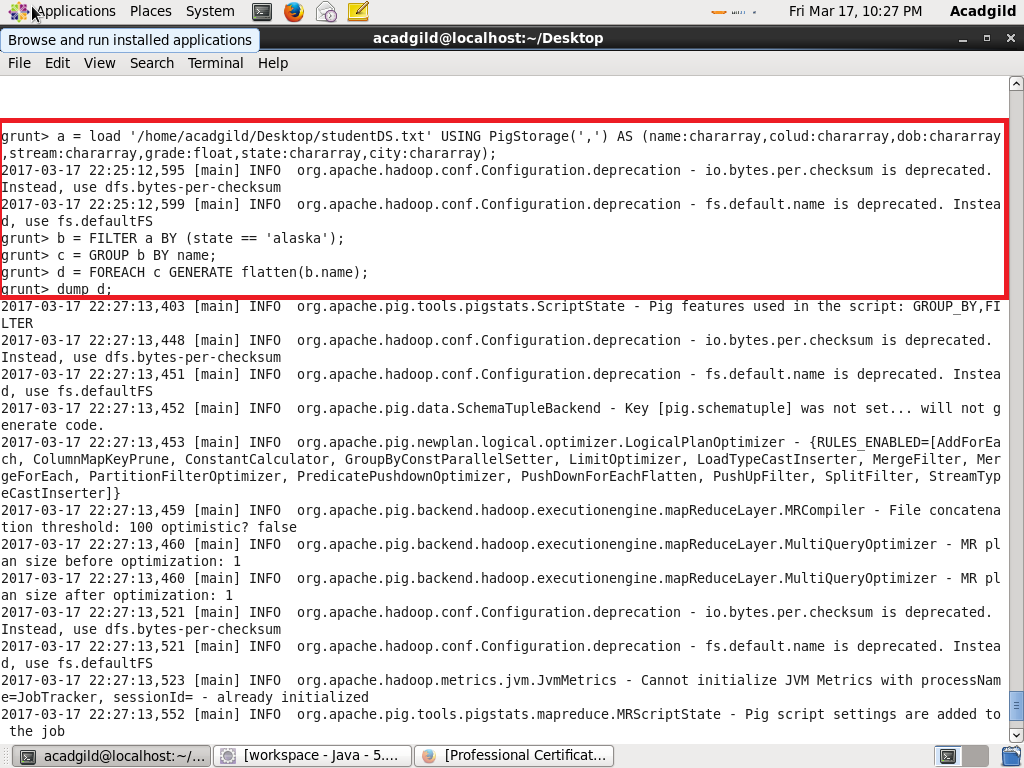 Applications Places System Fri Mar 17, 10:27 PM Acadgild
Browse and run installed applications
acadgild@localhost:~/Desktop
File Edit View Search Terminal Help
grunt> a = load '/home/acadgild/Desktop/studentDS.txt' USING PigStorage(',') AS (name:chararray,colud:chararray,dob:chararray
,stream:chararray,grade:float,state:chararray,city:chararray);
2017-03-17 22:25:12,595 [main] INFO  org.apache.hadoop.conf.Configuration.deprecation - io.bytes.per.checksum is deprecated.
Instead, use dfs.bytes-per-checksum
2017-03-17 22:25:12,599 [main] INFO  org.apache.hadoop.conf.Configuration.deprecation - fs.default.name is deprecated. Instea
d, use fs.defaultFS
grunt> b = FILTER a BY (state == 'alaska');
grunt> c = GROUP b BY name;
grunt> d = FOREACH c GENERATE flatten(b.name);
grunt> dump d;
2017-03-17 22:27:13,403 [main] INFO  org.apache.pig.tools.pigstats.ScriptState - Pig features used in the script: GROUP_BY,FI
LTER
2017-03-17 22:27:13,448 [main] INFO  org.apache.hadoop.conf.Configuration.deprecation - io.bytes.per.checksum is deprecated.
Instead, use dfs.bytes-per-checksum
2017-03-17 22:27:13,451 [main] INFO  org.apache.hadoop.conf.Configuration.deprecation - fs.default.name is deprecated. Instea
d, use fs.defaultFS
2017-03-17 22:27:13,452 [main] INFO  org.apache.pig.data.SchemaTupleBackend - Key [pig.schematuple] was not set... will not g
enerate code.
2017-03-17 22:27:13,453 [main] INFO  org.apache.pig.newplan.logical.optimizer.LogicalPlanOptimizer - {RULES_ENABLED=[AddForEa
ch, ColumnMapKeyPrune, ConstantCalculator, GroupByConstParallelSetter, LimitOptimizer, LoadTypeCastInserter, MergeFilter, Mer
geForEach, PartitionFilterOptimizer, PredicatePushdownOptimizer, PushDownForEachFlatten, PushUpFilter, SplitFilter, StreamTyp
eCastInserter]}
2017-03-17 22:27:13,459 [main] INFO  org.apache.pig.backend.hadoop.executionengine.mapReduceLayer.MRCompiler - File concatena
tion threshold: 100 optimistic? false
2017-03-17 22:27:13,460 [main] INFO  org.apache.pig.backend.hadoop.executionengine.mapReduceLayer.MultiQueryOptimizer - MR pl
an size before optimization: 1
2017-03-17 22:27:13,460 [main] INFO  org.apache.pig.backend.hadoop.executionengine.mapReduceLayer.MultiQueryOptimizer - MR pl
an size after optimization: 1
2017-03-17 22:27:13,521 [main] INFO  org.apache.hadoop.conf.Configuration.deprecation - io.bytes.per.checksum is deprecated.
Instead, use dfs.bytes-per-checksum
2017-03-17 22:27:13,521 [main] INFO  org.apache.hadoop.conf.Configuration.deprecation - fs.default.name is deprecated. Instea
d, use fs.defaultFS
2017-03-17 22:27:13,523 [main] INFO  org.apache.hadoop.metrics.jvm.JvmMetrics - Cannot initialize JVM Metrics with processNam
e=JobTracker, sessionId= - already initialized
2017-03-17 22:27:13,552 [main] INFO  org.apache.pig.tools.pigstats.mapreduce.MRScriptState - Pig script settings are added to
the job
acadgild@localhost:~/... [workspace - Java - 5.... [Professional Certificat...